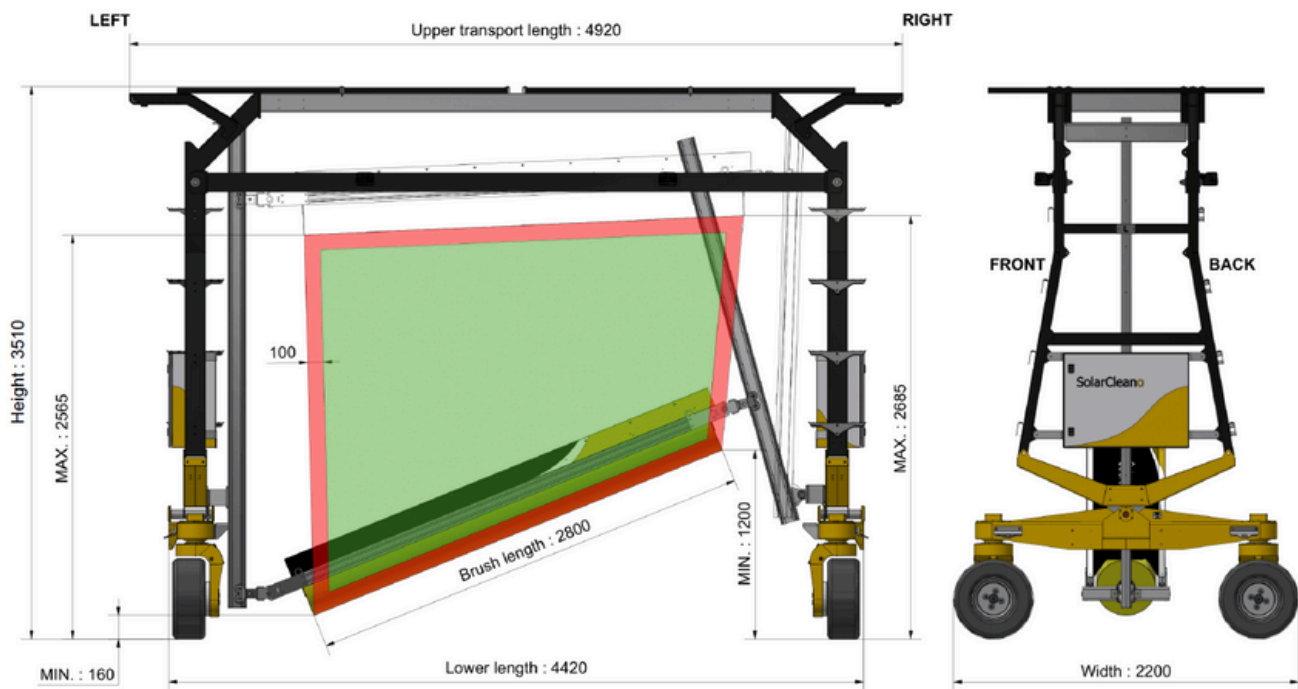 LEFT
Upper transport length : 4920
RIGHT
Height : 3510
MAX. : 2565
100
FRONT
BACK
SolarCleano
MAX. : 2685
MIN. : 1200
Brush length : 2800
MIN. : 160
Lower length : 4420
Width : 2200